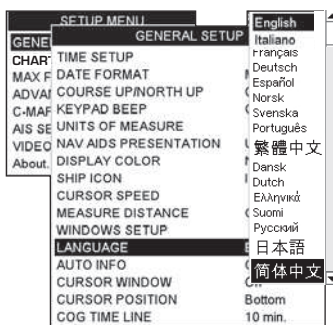 SETUP MENU
GENERAL SETUP
CHART
MAX F
ADVA
C-MAP
AIS SE
VIDEO
About.
TIME SETUP
DATE FORMAT
COURSE UP/NORTH UP
KEYPAD BEEP
UNITS OF MEASURE
NAV AIDS PRESENTATION
DISPLAY COLOR
SHIP ICON
CURSOR SPEED
MEASURE DISTANCE
WINDOWS SETUP
LANGUAGE
AUTO INFO
CURSOR WINDOW
CURSOR POSITION Bottom
COG TIME LINE 10 min.
English
Italiano
Français
Deutsch
Español
Norsk
Svenska
Português
繁體中文
Dansk
Dutch
Ελληνικά
Suomi
Русский
日本語
简体中文